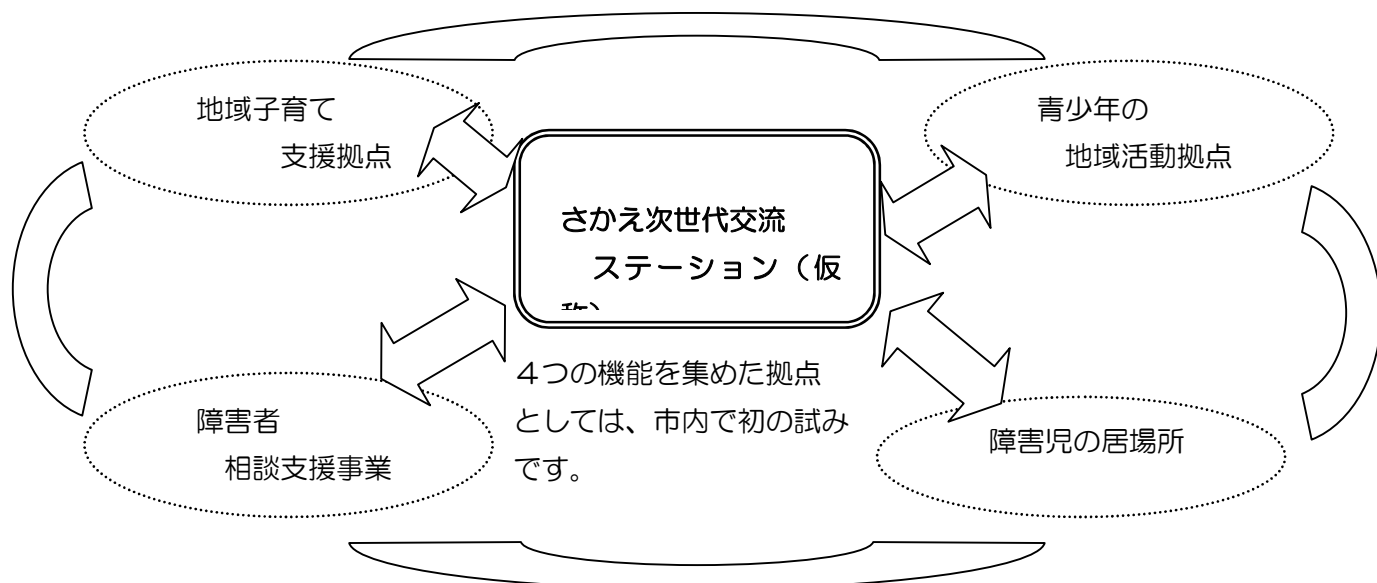 地域子育て
支援拠点
青少年の
地域活動拠点
さかえ次世代交流
ステーション（仮
４つの機能を集めた拠点
としては、市内で初の試み
です。
障害者
相談支援事業
障害児の居場所